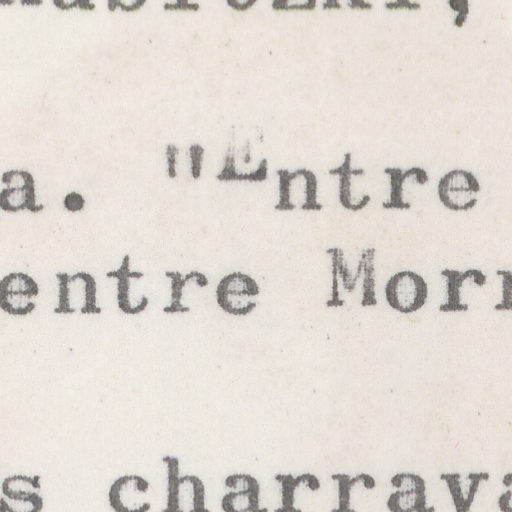 a. "Entre
entre Morr
s charrava